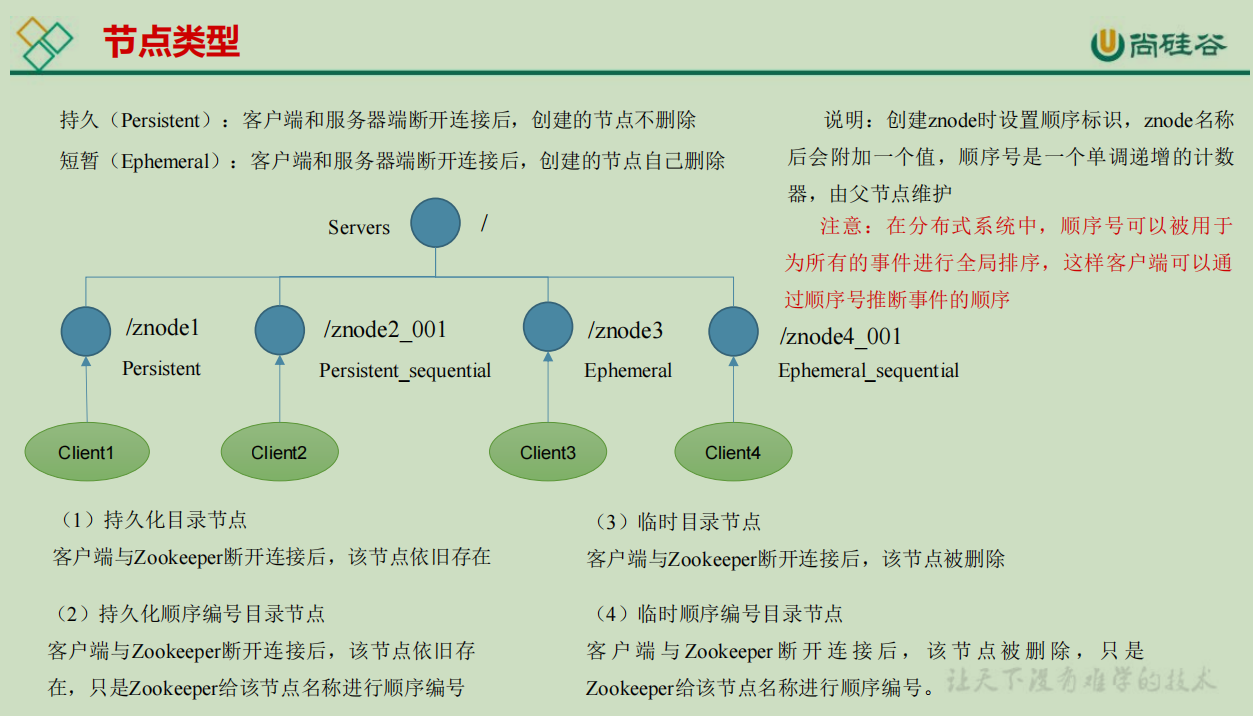 节点类型
尚硅谷
持久（Persistent）：客户端和服务器端断开连接后，创建的节点不删除
短暂（Ephemeral）：客户端和服务器端断开连接后，创建的节点自己删除
说明：创建znode时设置顺序标识，znode名称
后会附加一个值，顺序号是一个单调递增的计数
器，由父节点维护
注意：在分布式系统中，顺序号可以被用于
为所有的事件进行全局排序，这样客户端可以通
过顺序号推断事件的顺序
Servers /
/znode1
Persistent
/znode2_001
Persistent_sequential
/znode3
Ephemeral
/znode4_001
Ephemeral_sequential
Client1
Client2
Client3
Client4
（1）持久化目录节点
客户端与Zookeeper断开连接后，该节点依旧存在
（2）持久化顺序编号目录节点
客户端与Zookeeper断开连接后，该节点依旧存
在，只是Zookeeper给该节点名称进行顺序编号
（3）临时目录节点
客户端与Zookeeper断开连接后，该节点被删除
（4）临时顺序编号目录节点
客户端与Zookeeper断开连接后，该节点被删除，只是
Zookeeper给该节点名称进行顺序编号。
让天下没有难学的技术